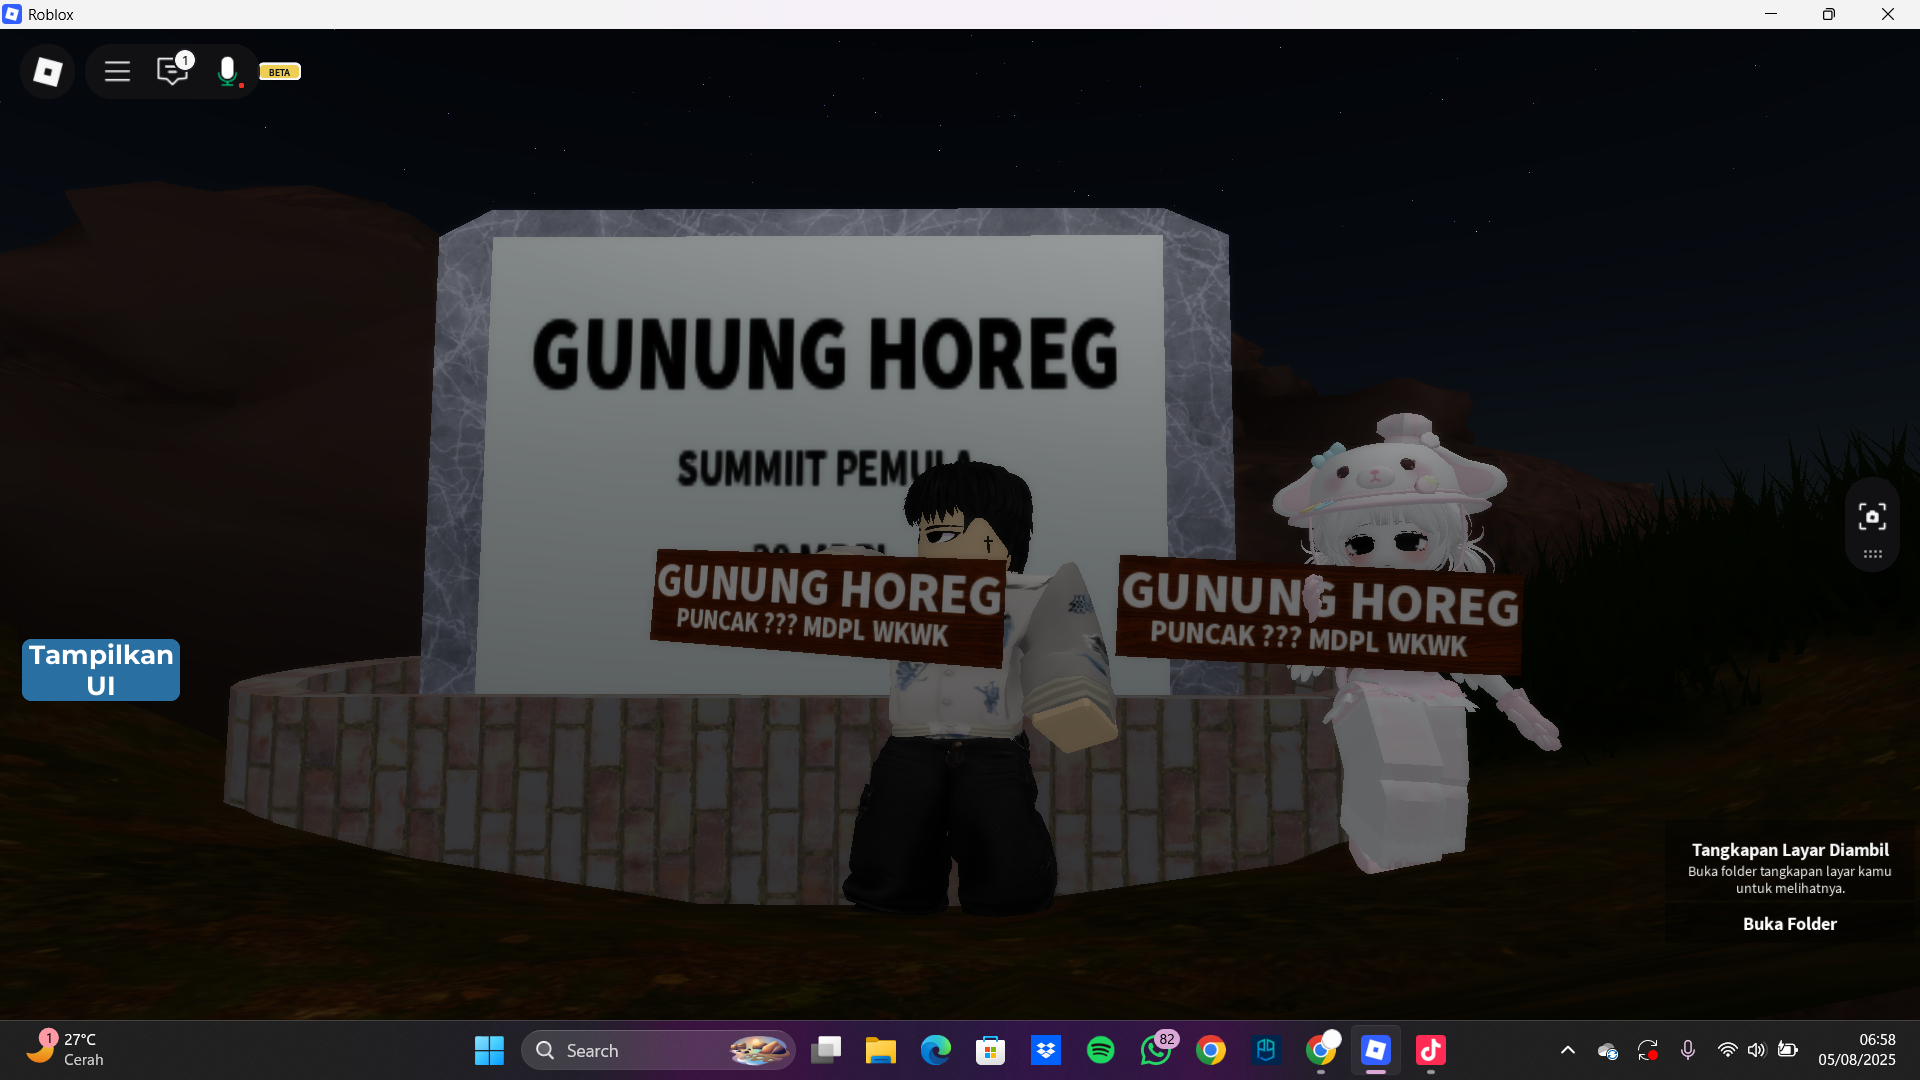 Roblox
1
BETA
GUNUNG HOREG
SUMMIIT PEMULA
MDPL
GUNUNG HOREG
PUNCAK ??? MDPL WKWK
GUNUNG HOREG
PUNCAK ??? MDPL WKWK
Tampilkan
UI
Tangkapan Layar Diambil
Buka folder tangkapan layar kamu
untuk melihatnya.
Buka Folder
1
27°C
Cerah
Search
82
06:58
05/08/2025